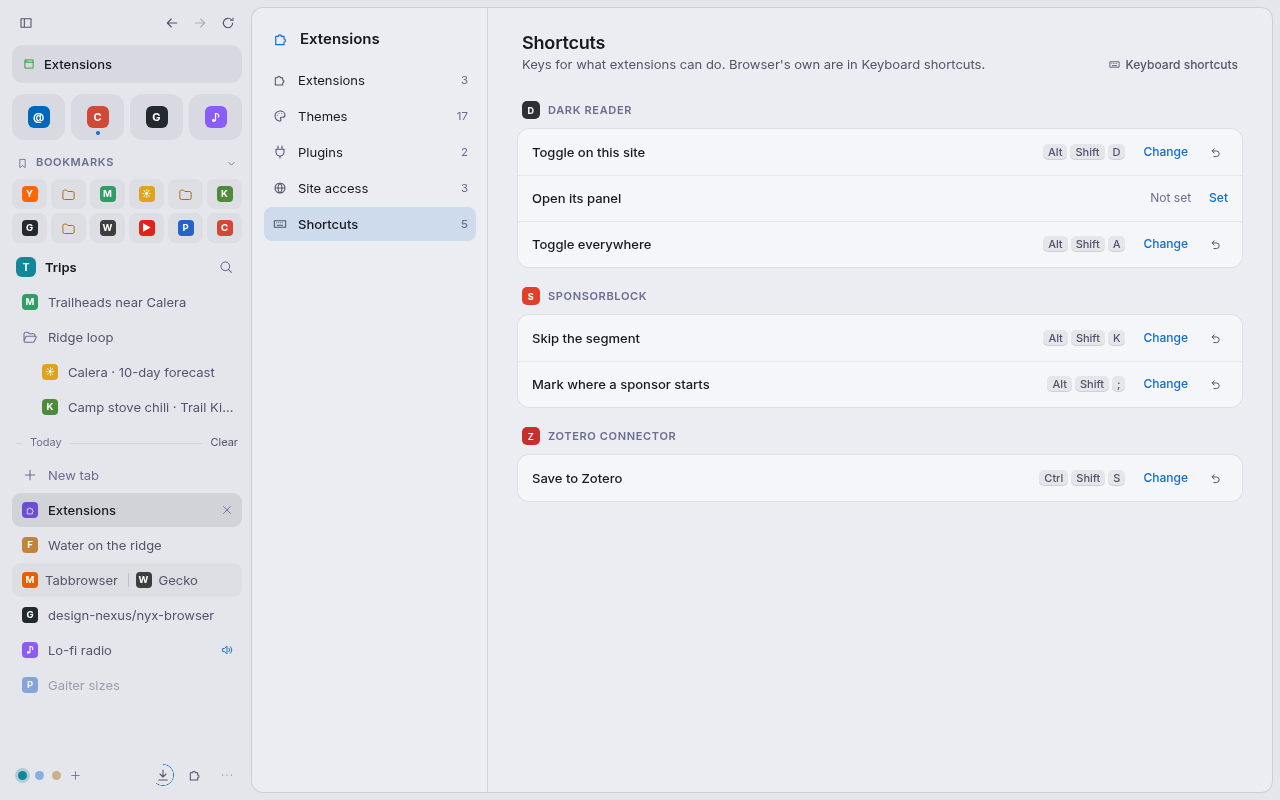 Extensions
@
C
G
BOOKMARKS
Y
M
K
G
W
P
C
T Trips
M Trailheads near Calera
Ridge loop
Calera · 10-day forecast
K Camp stove chili · Trail Ki...
Today
Clear
New tab
Extensions
F Water on the ridge
M Tabbrowser
W Gecko
G design-nexus/nyx-browser
Lo-fi radio
P Gaiter sizes
Extensions
Extensions 3
Themes 17
Plugins 2
Site access 3
Shortcuts 5
Shortcuts
Keys for what extensions can do. Browser's own are in Keyboard shortcuts.
Keyboard shortcuts
D DARK READER
Toggle on this site Alt Shift D Change
Open its panel Not set Set
Toggle everywhere Alt Shift A Change
S SPONSORBLOCK
Skip the segment Alt Shift K Change
Mark where a sponsor starts Alt Shift ; Change
Z ZOTERO CONNECTOR
Save to Zotero Ctrl Shift S Change